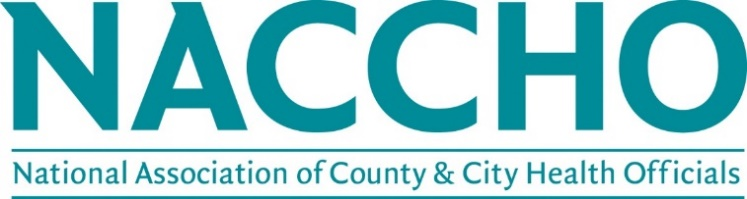 NACCHO
National Association of County & City Health Officials